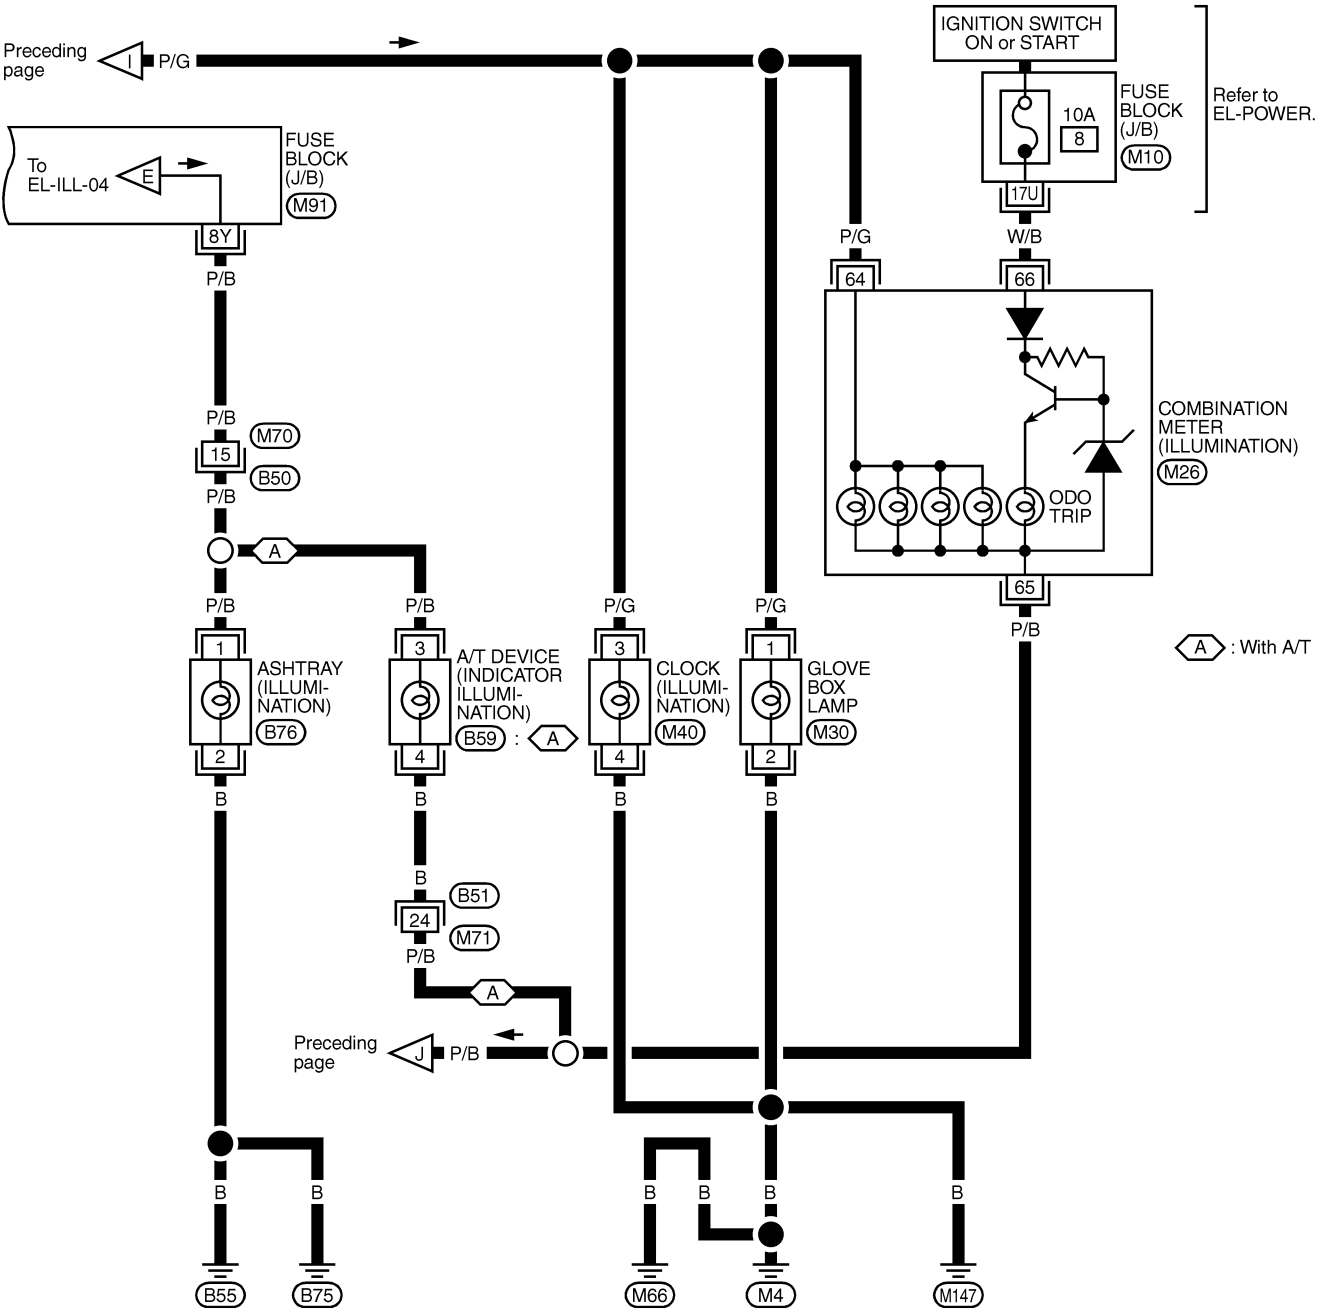 IGNITION SWITCH
ON or START
Preceding
page
I
P/G
FUSE
BLOCK
(J/B)
M10
10A
8
Refer to
EL-POWER.
To
EL-ILL-04
E
FUSE
BLOCK
(J/B)
M91
17U
8Y
P/G
W/B
P/B
64
66
P/B
M70
15
B50
P/B
COMBINATION
METER
(ILLUMINATION)
M26
ODO
TRIP
A
65
P/B
P/B
P/G
P/G
P/B
1
3
3
1
A
: With A/T
ASHTRAY
(ILLUMI-
NATION)
B76
A/T DEVICE
(INDICATOR
ILLUMI-
NATION)
B59
:
A
CLOCK
(ILLUMI-
NATION)
M40
GLOVE
BOX
LAMP
M30
2
4
4
2
B
B
B
B
B
B51
24
M71
P/B
A
Preceding
page
J
P/B
B
B
B
B
B
B
B55
B75
M66
M4
M147